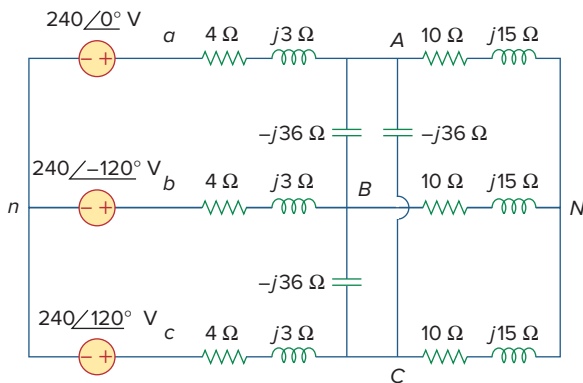 240/0° V
a
4 Ω
j3 Ω
A
10 Ω
j15 Ω
– +
–j36 Ω
–j36 Ω
240/–120° V
b
4 Ω
j3 Ω
B
10 Ω
j15 Ω
n
– +
N
–j36 Ω
240/120° V
c
4 Ω
j3 Ω
10 Ω
j15 Ω
– +
C